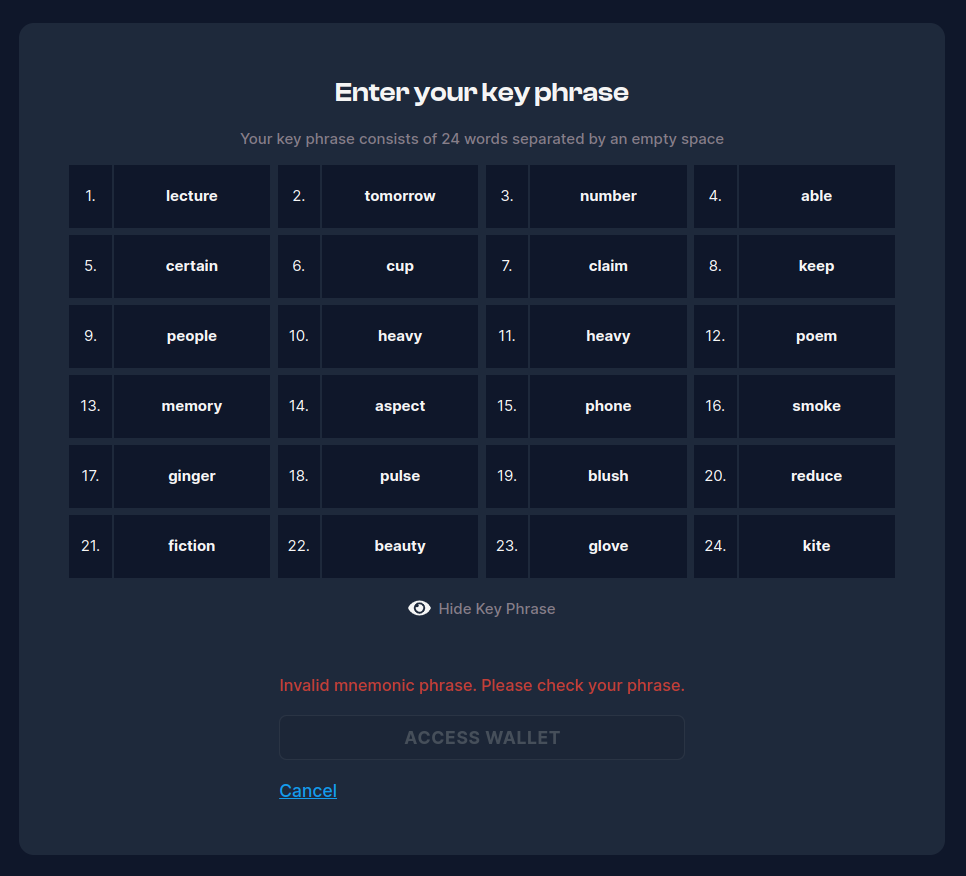 Enter your key phrase
Your key phrase consists of 24 words separated by an empty space
1. lecture 2. tomorrow 3. number 4. able
5. certain 6. cup 7. claim 8. keep
9. people 10. heavy 11. heavy 12. poem
13. memory 14. aspect 15. phone 16. smoke
17. ginger 18. pulse 19. blush 20. reduce
21. fiction 22. beauty 23. glove 24. kite
Hide Key Phrase
Invalid mnemonic phrase. Please check your phrase.
ACCESS WALLET
Cancel